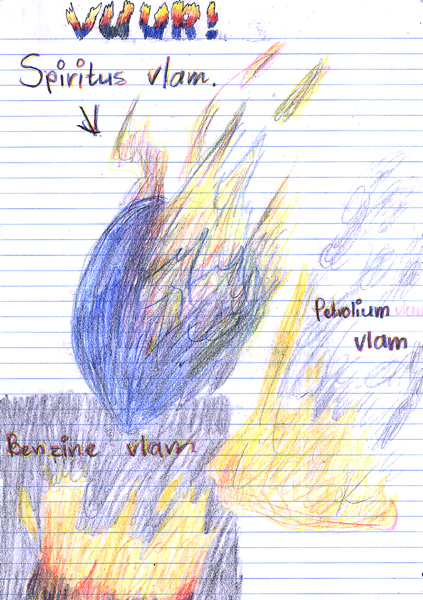 VUUR!
Spiritus vlam.
Petrolium
vlam
Benzine vlam